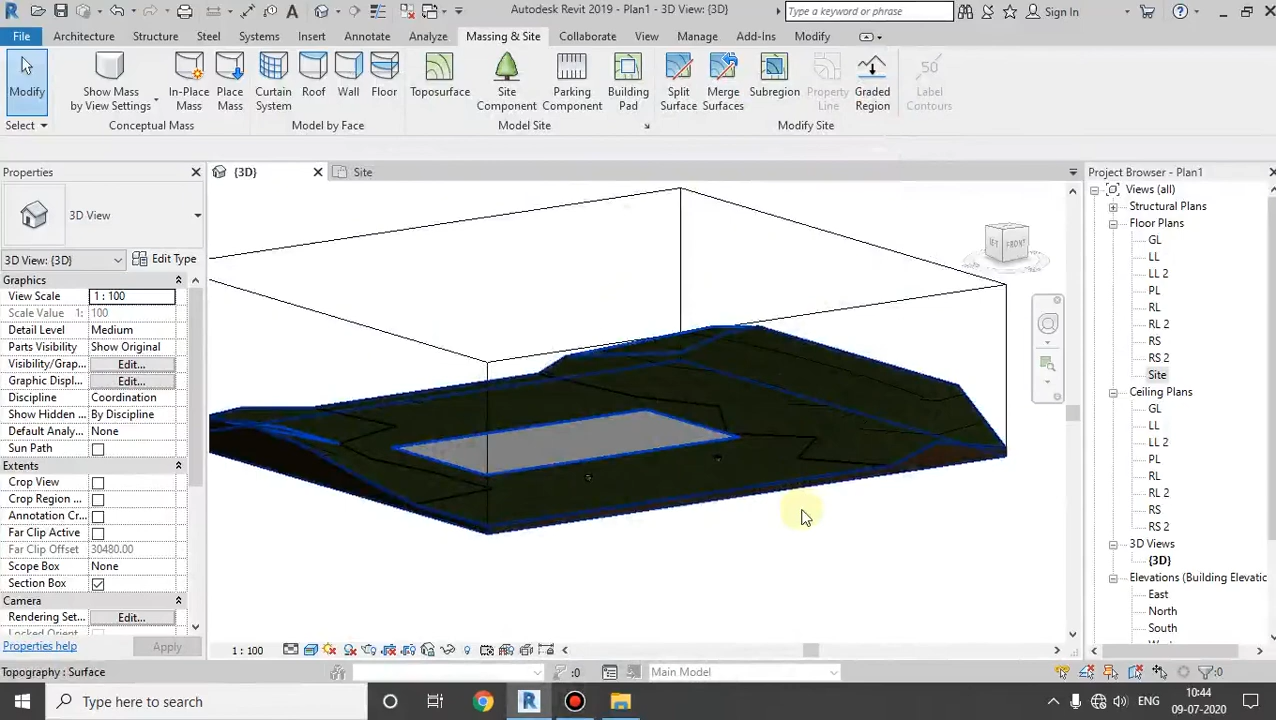 Autodesk Revit 2019 - Plan1 - 3D View: {3D}
Type a keyword or phrase
Sign In
File
Architecture
Structure
Steel
Systems
Insert
Annotate
Analyze
Massing & Site
Collaborate
View
Manage
Add-Ins
Modify
Modify
Show Mass
by View Settings
In-Place
Mass
Place
Mass
Curtain
System
Roof
Wall
Floor
Toposurface
Site
Component
Parking
Component
Building
Pad
Split
Surface
Merge
Surfaces
Subregion
Property
Line
Graded
Region
50
Label
Contours
Select
Conceptual Mass
Model by Face
Model Site
Modify Site
Properties
{3D}
Site
Project Browser - Plan1
3D View
3D View: {3D}
Edit Type
Graphics
View Scale
1 : 100
Scale Value 1:
100
Detail Level
Medium
Parts Visibility
Show Original
Visibility/Grap...
Edit...
Graphic Displ...
Edit...
Discipline
Coordination
Show Hidden ...
By Discipline
Default Analy...
None
Sun Path
Extents
Crop View
Crop Region ...
Annotation Cr...
Far Clip Active
Far Clip Offset
30480.00
Scope Box
None
Section Box
Camera
Rendering Set...
Edit...
Locked Orient...
Properties help
Apply
LEFT
FRONT
Views (all)
Structural Plans
Floor Plans
GL
LL
LL 2
PL
RL
RL 2
RS
RS 2
Site
Ceiling Plans
GL
LL
LL 2
PL
RL
RL 2
RS
RS 2
3D Views
{3D}
Elevations (Building Elevatic
East
North
South
1 : 100
Topography : Surface
:0
Main Model
:0
Type here to search
ENG
10:44
09-07-2020